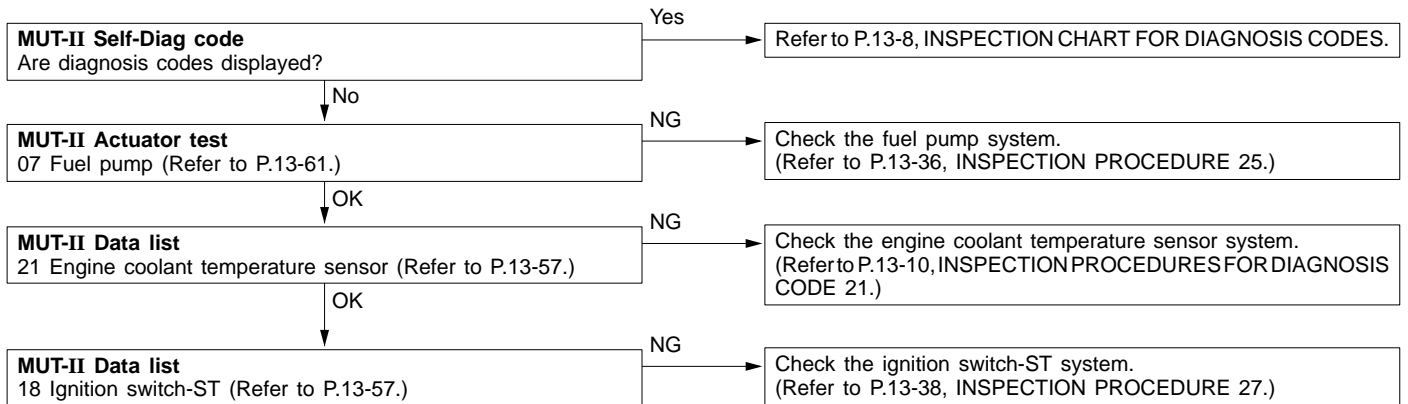 Yes
MUT-II Self-Diag code
Are diagnosis codes displayed?
Refer to P.13-8, INSPECTION CHART FOR DIAGNOSIS CODES.
No
MUT-II Actuator test
07 Fuel pump (Refer to P.13-61.)
NG
Check the fuel pump system.
(Refer to P.13-36, INSPECTION PROCEDURE 25.)
OK
MUT-II Data list
21 Engine coolant temperature sensor (Refer to P.13-57.)
NG
Check the engine coolant temperature sensor system.
(Refer to P.13-10, INSPECTION PROCEDURES FOR DIAGNOSIS
CODE 21.)
OK
MUT-II Data list
18 Ignition switch-ST (Refer to P.13-57.)
NG
Check the ignition switch-ST system.
(Refer to P.13-38, INSPECTION PROCEDURE 27.)